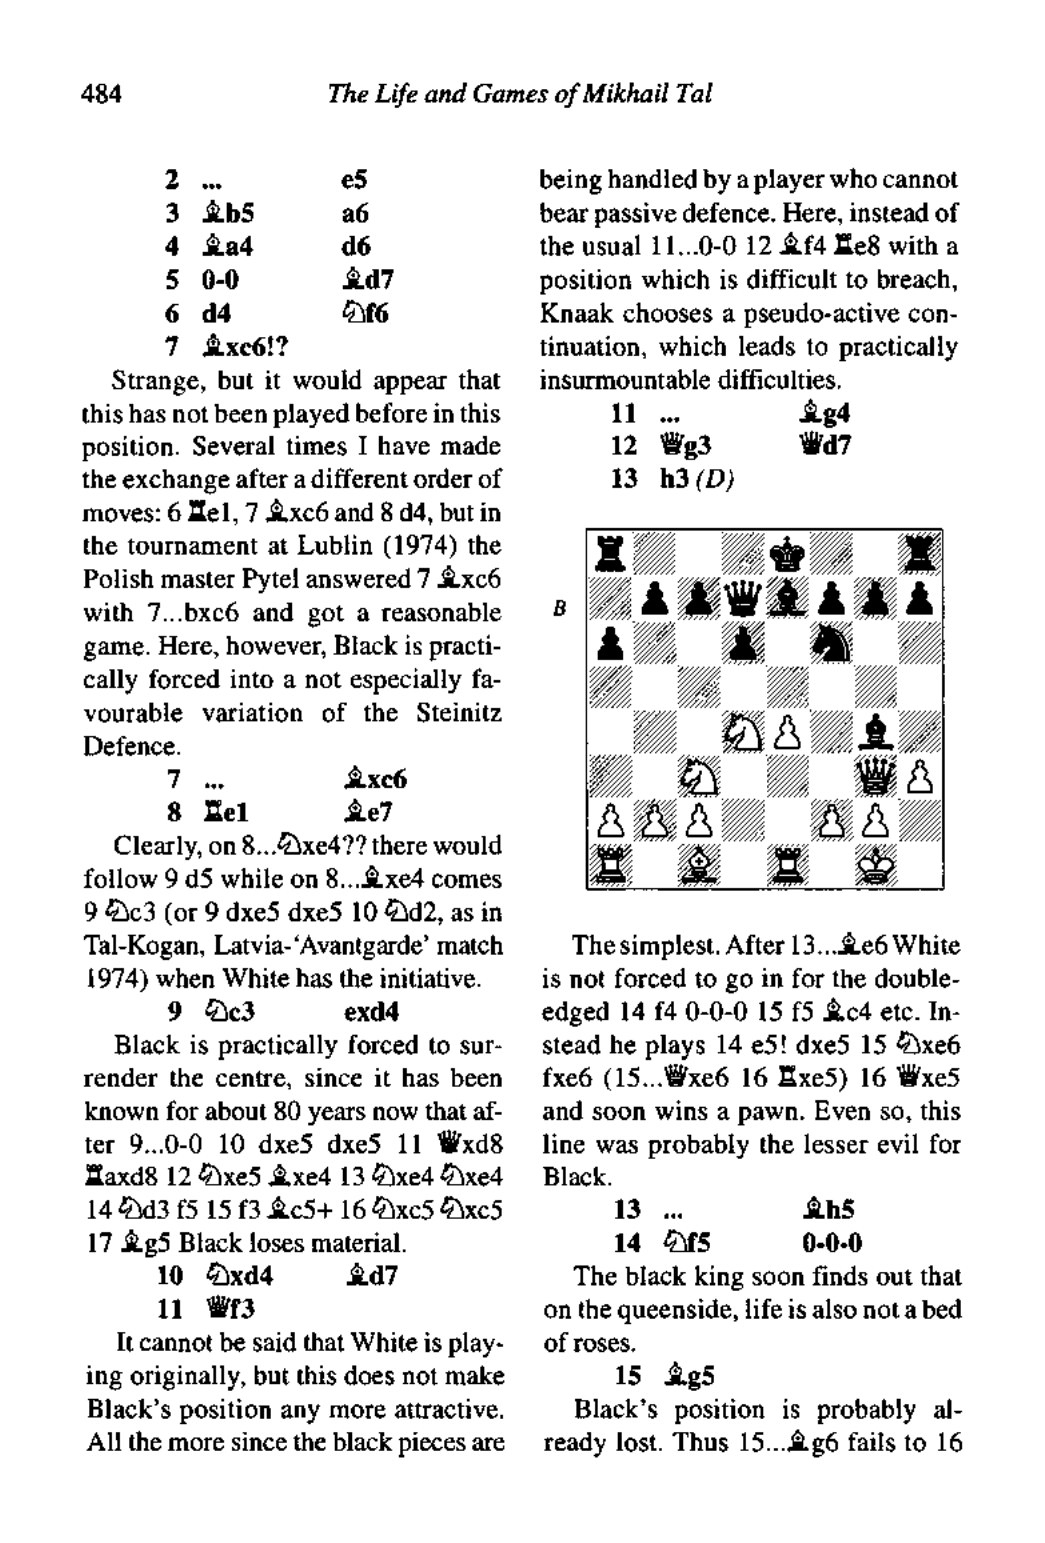 484 The Life and Games of Mikhail Tal
2 ... e5
3 ♗b5 a6
4 ♗a4 d6
5 0-0 ♗d7
6 d4 ♘f6
7 ♗xc6!?
Strange, but it would appear that
this has not been played before in this
position. Several times I have made
the exchange after a different order of
moves: 6 ♖e1, 7 ♗xc6 and 8 d4, but in
the tournament at Lublin (1974) the
Polish master Pytel answered 7 ♗xc6
with 7...bxc6 and got a reasonable
game. Here, however, Black is practi-
cally forced into a not especially fa-
vourable variation of the Steinitz
Defence.
7 ... ♗xc6
8 ♖e1 ♗e7
Clearly, on 8...♘xe4?? there would
follow 9 d5 while on 8...♗xe4 comes
9 ♘c3 (or 9 dxe5 dxe5 10 ♘d2, as in
Tal-Kogan, Latvia-‘Avantgarde’ match
1974) when White has the initiative.
9 ♘c3 exd4
Black is practically forced to sur-
render the centre, since it has been
known for about 80 years now that af-
ter 9...0-0 10 dxe5 dxe5 11 ♕xd8
♖axd8 12 ♘xe5 ♗xe4 13 ♘xe4 ♘xe4
14 ♘d3 f5 15 f3 ♗c5+ 16 ♘xc5 ♘xc5
17 ♗g5 Black loses material.
10 ♘xd4 ♗d7
11 ♕f3
It cannot be said that White is play-
ing originally, but this does not make
Black’s position any more attractive.
All the more since the black pieces are
being handled by a player who cannot
bear passive defence. Here, instead of
the usual 11...0-0 12 ♗f4 ♖e8 with a
position which is difficult to breach,
Knaak chooses a pseudo-active con-
tinuation, which leads to practically
insurmountable difficulties.
11 ... ♗g4
12 ♕g3 ♕d7
13 h3 (D)
B
The simplest. After 13...♗e6 White
is not forced to go in for the double-
edged 14 f4 0-0-0 15 f5 ♗c4 etc. In-
stead he plays 14 e5! dxe5 15 ♘xe6
fxe6 (15...♕xe6 16 ♖xe5) 16 ♕xe5
and soon wins a pawn. Even so, this
line was probably the lesser evil for
Black.
13 ... ♗h5
14 ♘f5 0-0-0
The black king soon finds out that
on the queenside, life is also not a bed
of roses.
15 ♗g5
Black’s position is probably al-
ready lost. Thus 15...♗g6 fails to 16